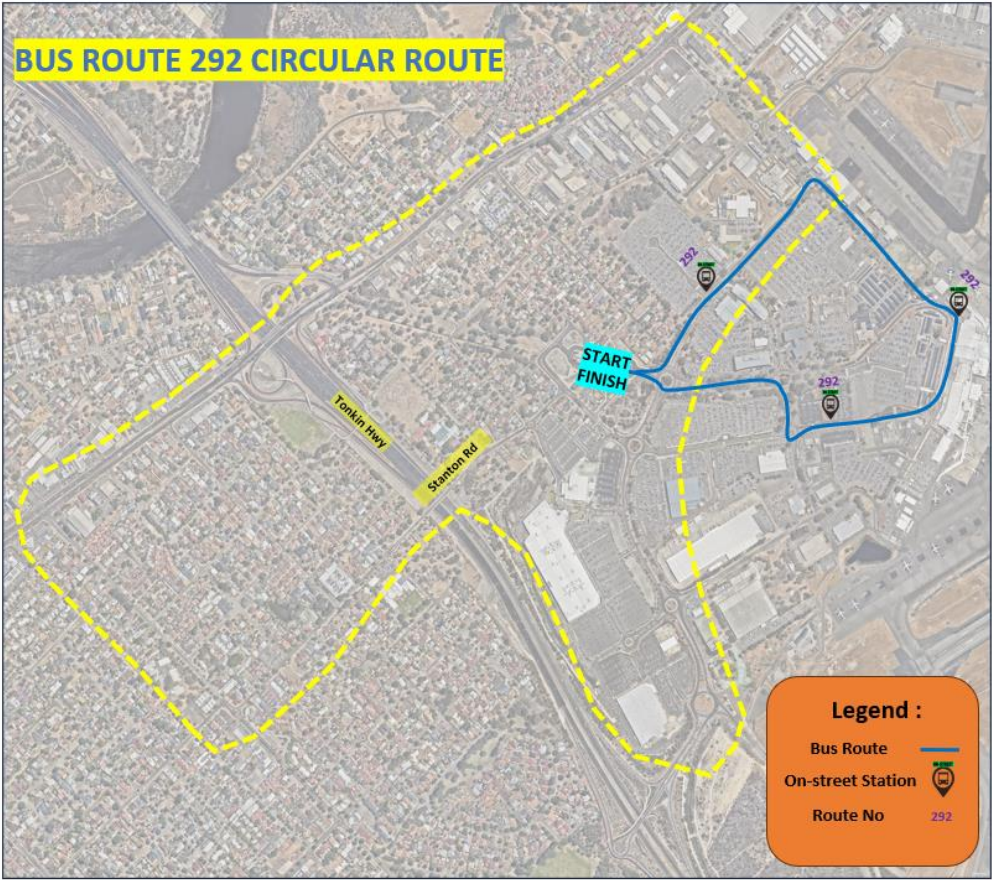 BUS ROUTE 292 CIRCULAR ROUTE
292
292
START
FINISH
292
Tonkin Hwy
Stanton Rd
Legend :
Bus Route
On-street Station
Route No
292